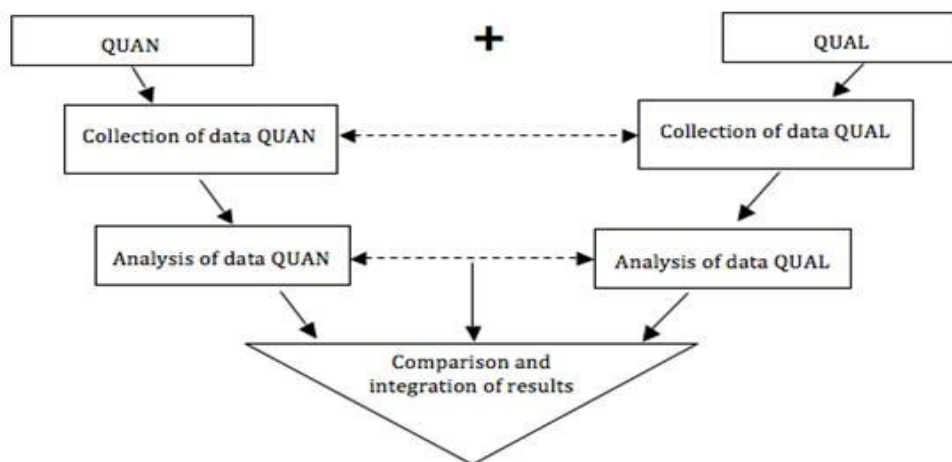 QUAN
+
QUAL
Collection of data QUAN
Collection of data QUAL
Analysis of data QUAN
Analysis of data QUAL
Comparison and
integration of results